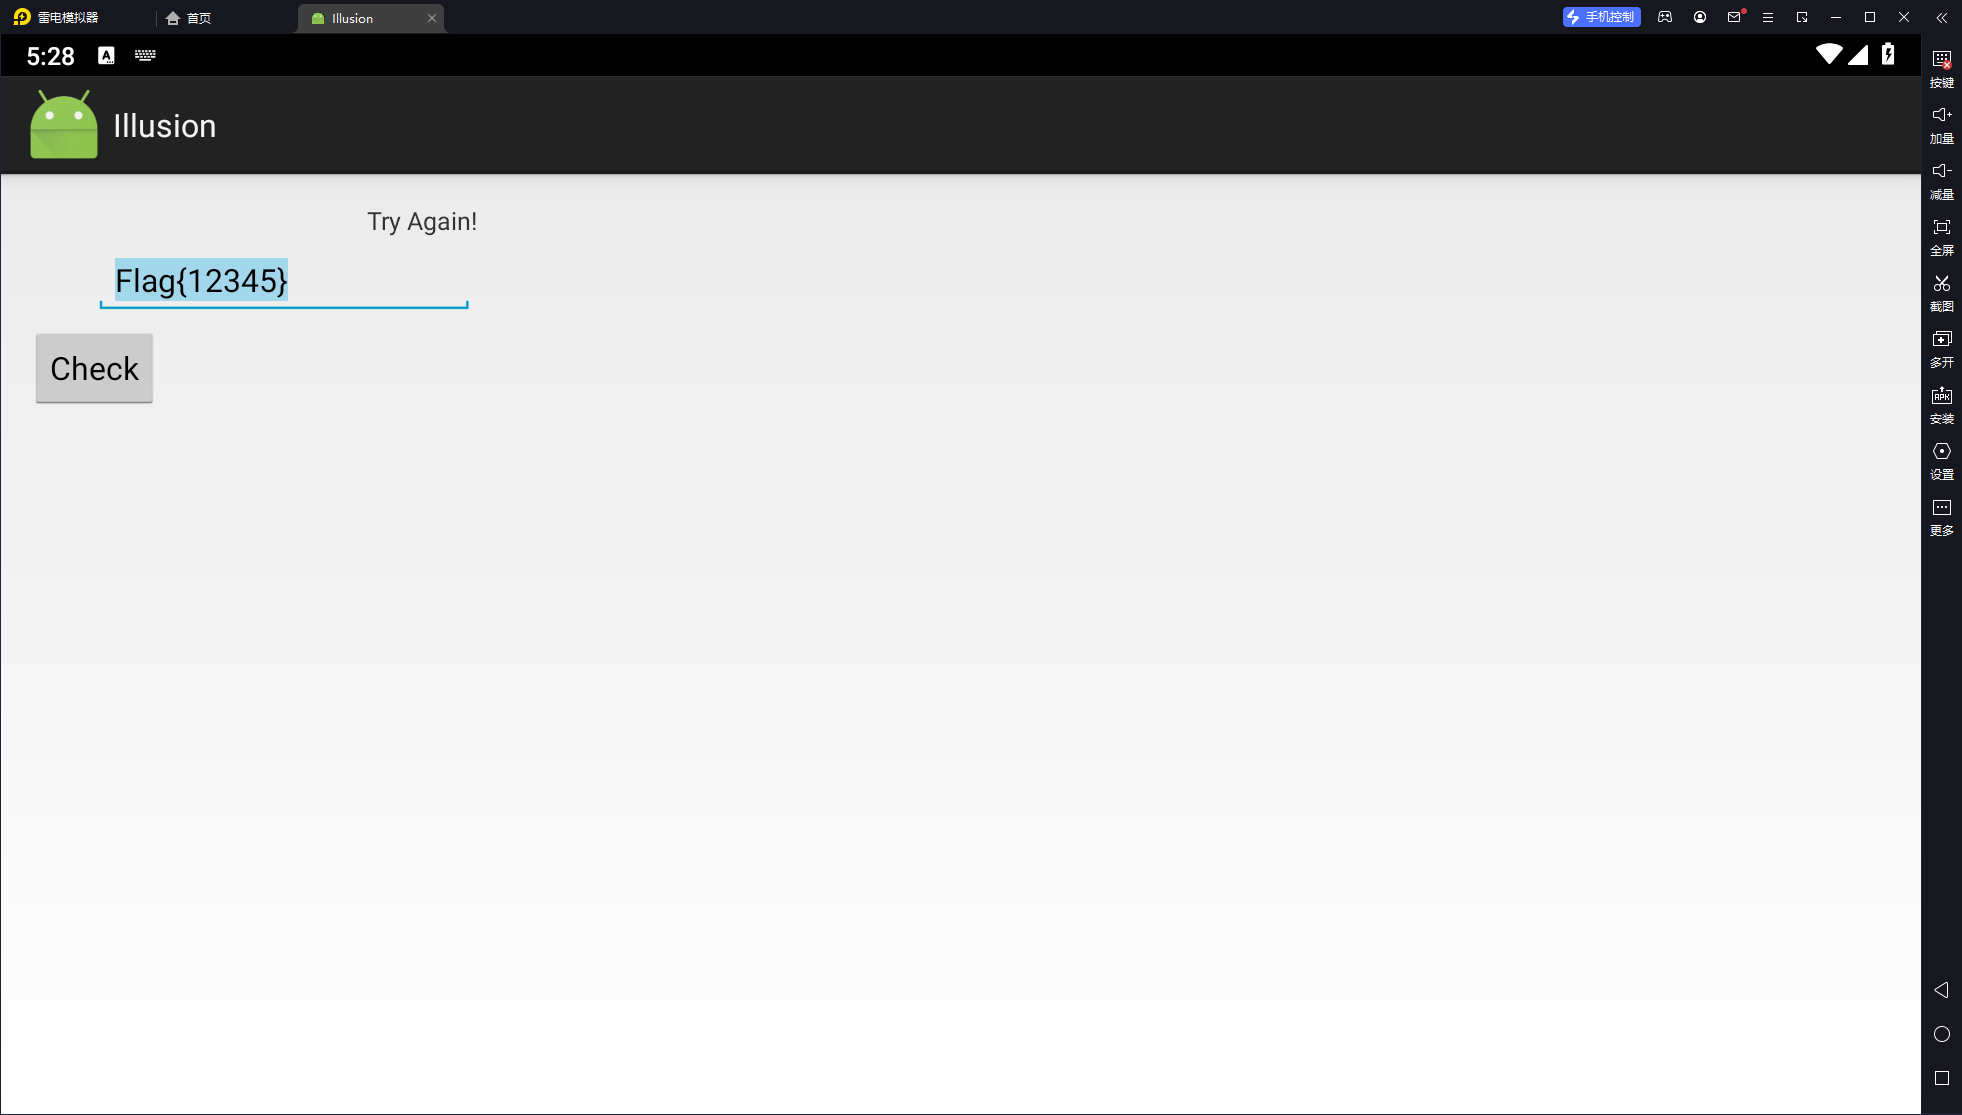 雷电模拟器
首页
Illusion
手机控制
5:28
A
Illusion
Try Again!
Flag{12345}
Check
按键
加量
减量
全屏
截图
多开
APK
安装
设置
更多